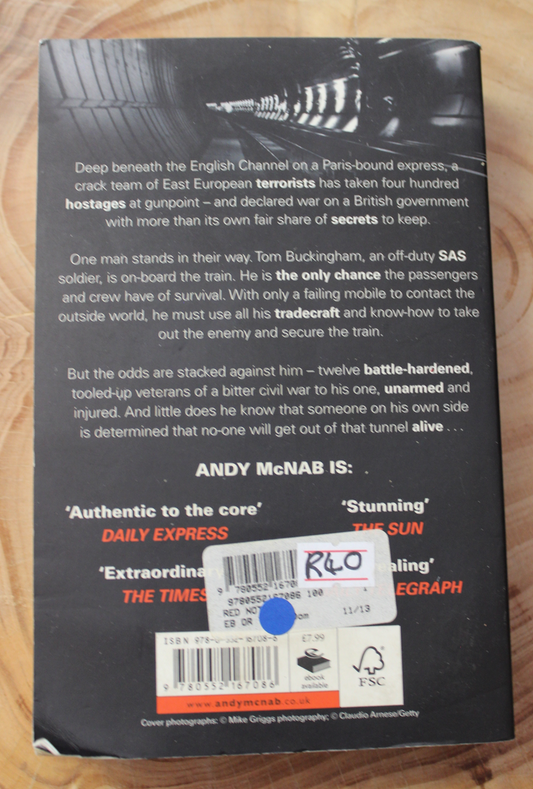 Deep beneath the English Channel on a Paris-bound express, a
crack team of East European terrorists has taken four hundred
hostages at gunpoint – and declared war on a British government
with more than its own fair share of secrets to keep.
One man stands in their way. Tom Buckingham, an off-duty SAS
soldier, is on-board the train. He is the only chance the passengers
and crew have of survival. With only a failing mobile to contact the
outside world, he must use all his tradecraft and know-how to take
out the enemy and secure the train.
But the odds are stacked against him – twelve battle-hardened,
tooled-up veterans of a bitter civil war to his one, unarmed and
injured. And little does he know that someone on his own side
is determined that no-one will get out of that tunnel alive . . .
ANDY McNAB IS:
'Authentic to the core'
DAILY EXPRESS
'Stunning'
THE SUN
'Extraordinar
THE TIMES
ealing'
EGRAPH
R40
9 780552 1670
9780552167086 100
RED NOT
EB DR om 11/13
ISBN 978-0-552-16708-6
£7.99
9 780552 167086
ebook
available
FSC
www.andymcnab.co.uk
Cover photographs: © Mike Griggs photography; © Claudio Arnese/Getty